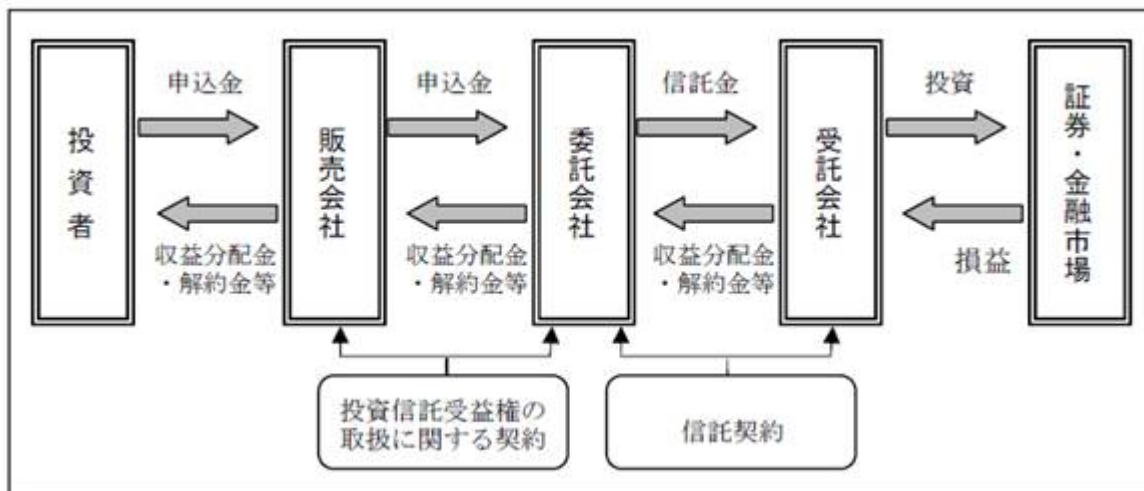 投資者
申込金
収益分配金
・解約金等
販売会社
申込金
収益分配金
・解約金等
委託会社
信託金
収益分配金
・解約金等
受託会社
投資
損益
証券・金融市場
投資信託受益権の
取扱に関する契約
信託契約